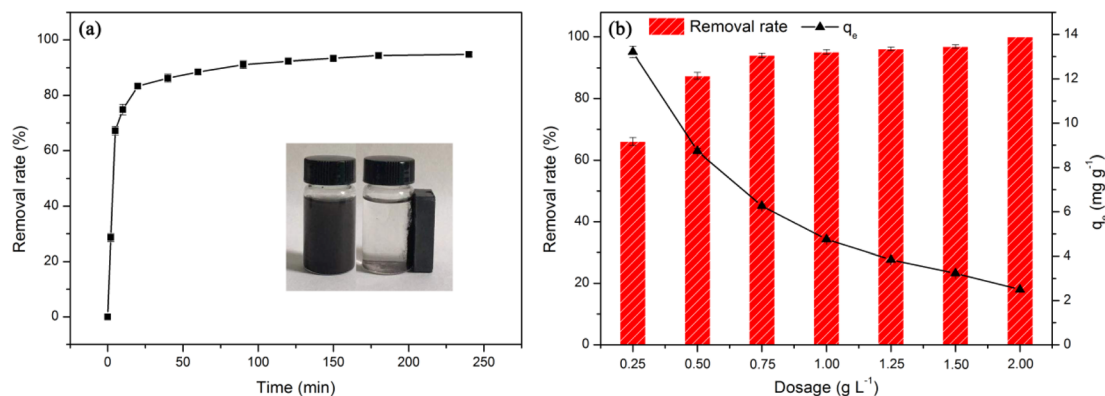 (a)
Removal rate (%)
100
80
60
40
20
0
0 50 100 150 200 250
Time (min)
(b)
Removal rate qₑ
Removal rate (%)
100
80
60
40
20
0
0.25 0.50 0.75 1.00 1.25 1.50 2.00
Dosage (g L⁻¹)
14
12
10
8
6
4
2
0
qₑ (mg g⁻¹)